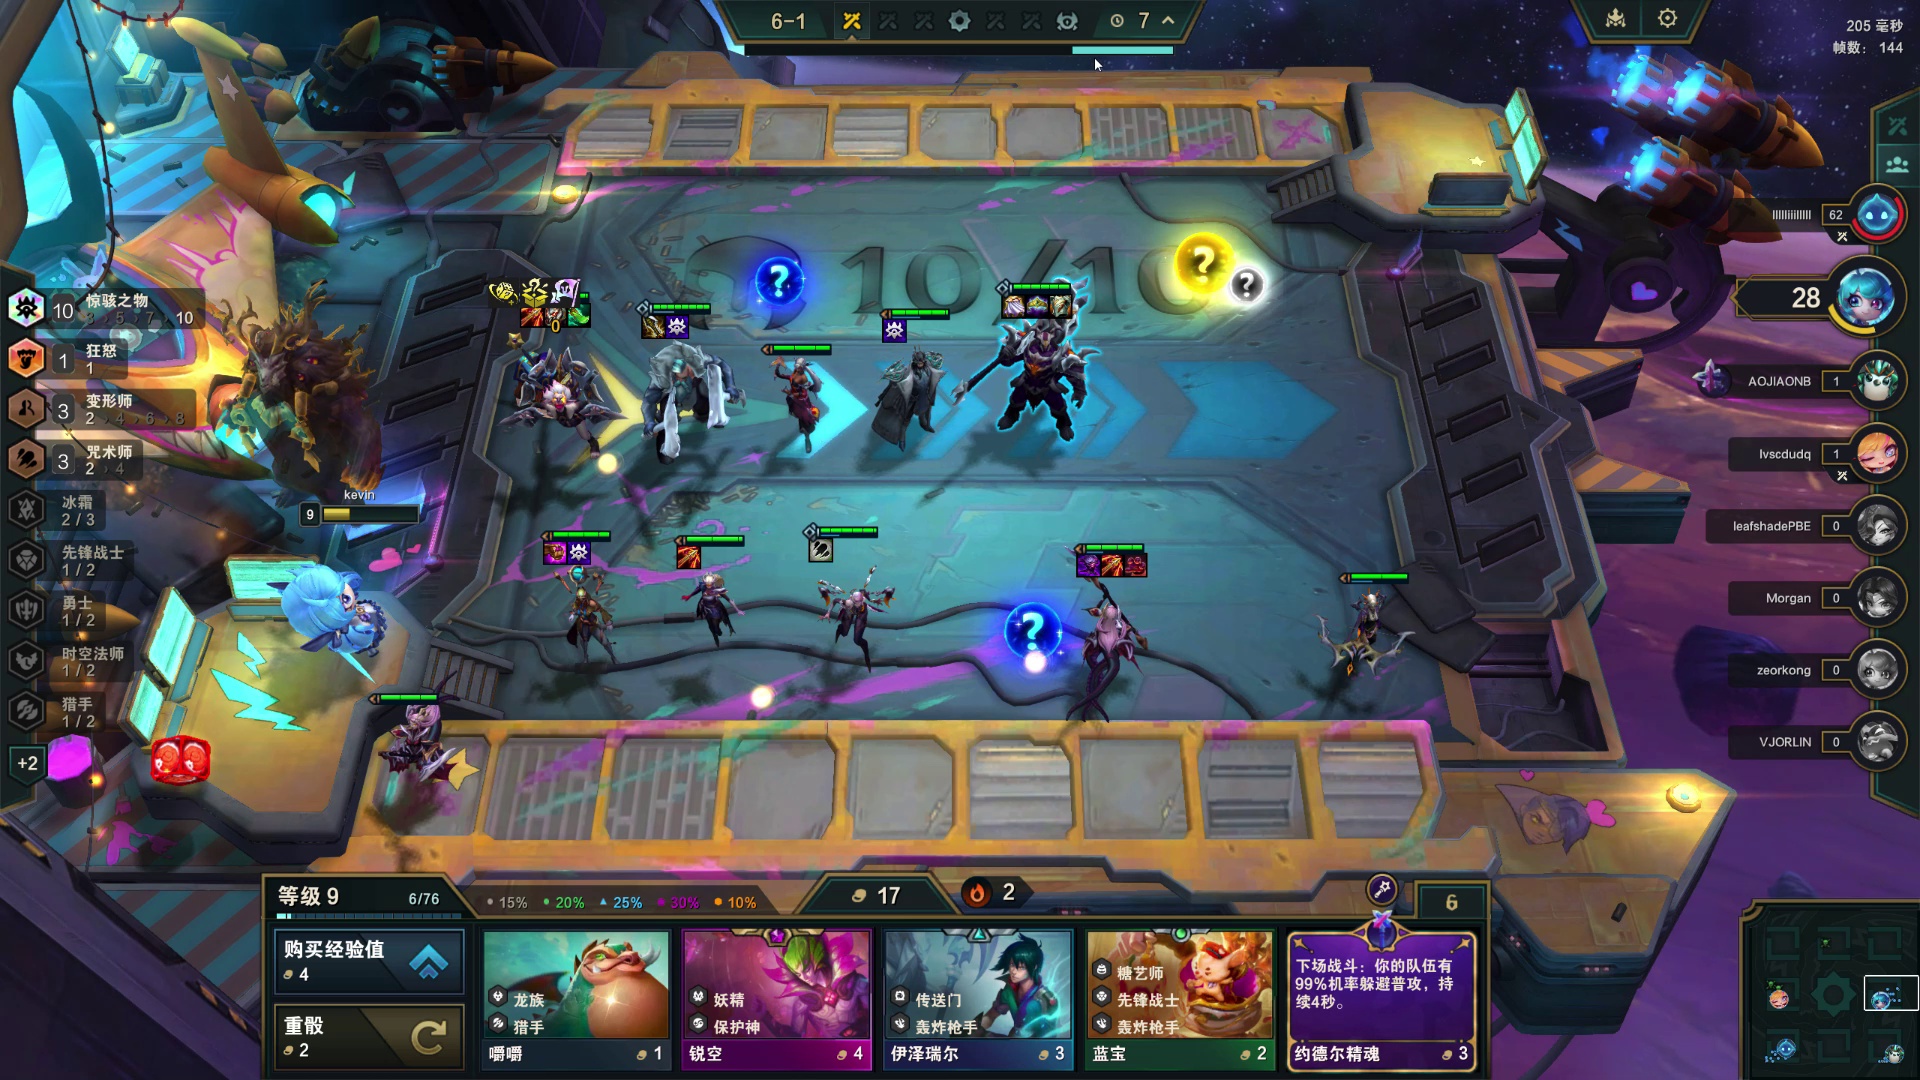 6-1
7
205 毫秒
帧数： 144
10/10
62
28
AOJIAONB
1
lvscdudq
1
leafshadePBE
0
Morgan
0
zeorkong
0
VJORLIN
0
10
惊骇之物
3 › 5 › 7 › 10
1
狂怒
1
3
变形师
2 › 4 › 6 › 8
3
咒术师
2 › 4
冰霜
2 / 3
先锋战士
1 / 2
勇士
1 / 2
时空法师
1 / 2
猎手
1 / 2
+2
kevin
9
0
等级 9
6/76
15%
20%
25%
30%
10%
17
2
6
购买经验值
4
重骰
2
龙族
猎手
嚼嚼
1
妖精
保护神
锐空
4
传送门
轰炸枪手
伊泽瑞尔
3
糖艺师
先锋战士
轰炸枪手
蓝宝
2
下场战斗：你的队伍有
99%机率躲避普攻，持
续4秒。
约德尔精魂
3